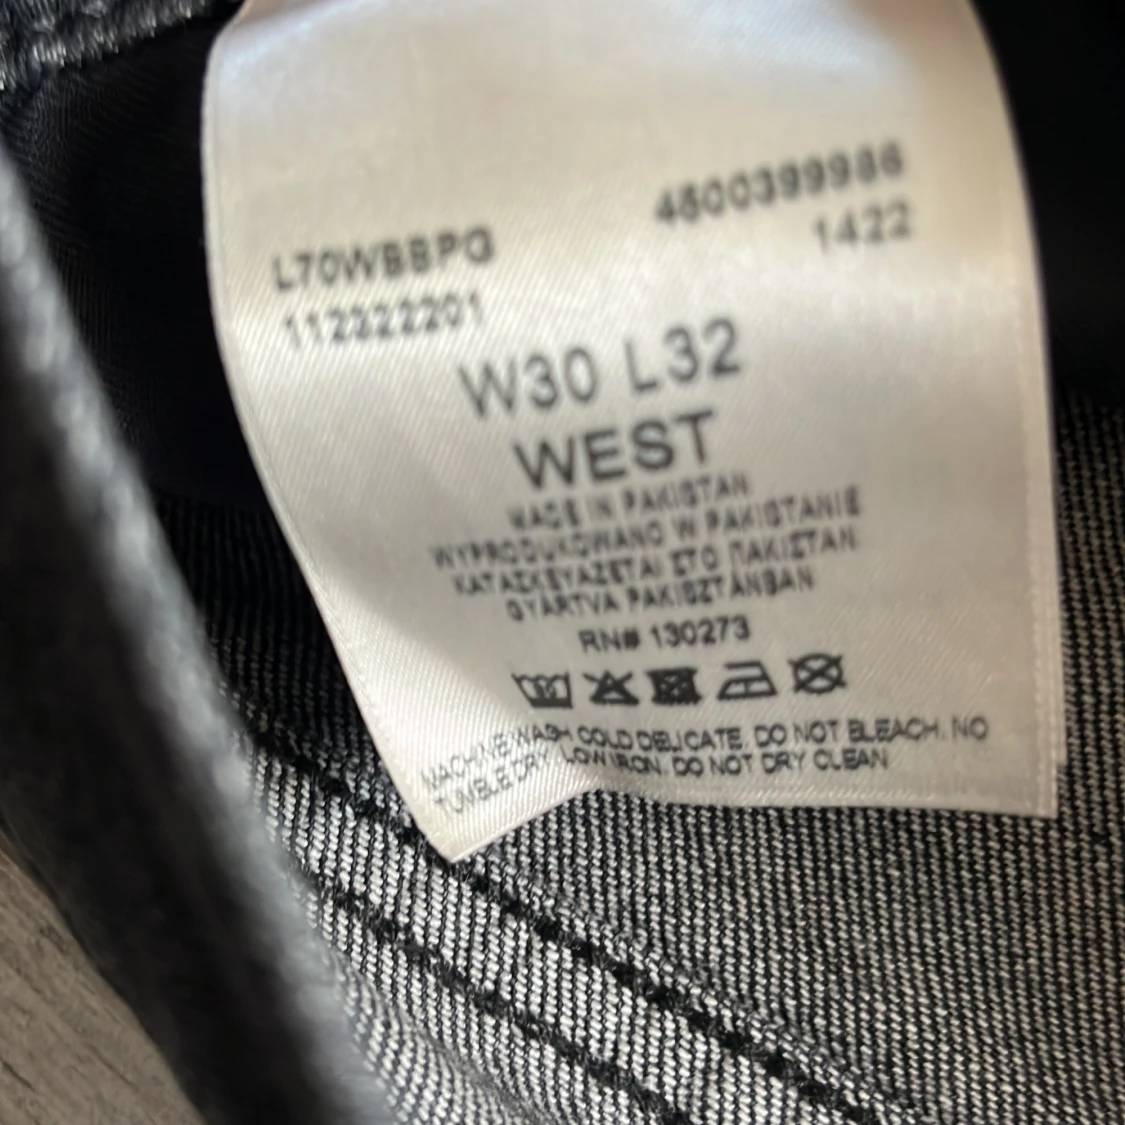 4500399986
1422
L70WBBPG
112222201
W30 L32
WEST
MADE IN PAKISTAN
WYPRODUKOWANO W PAKISTANIE
ΚΑΤΑΣΚΕΥΑΖΕΤΑΙ ΣΤΟ ΠΑΚΙΣΤΑΝ
GYÁRTVA PAKISZTÁNBAN
RN# 130273
MACHINE WASH COLD DELICATE. DO NOT BLEACH. NO
TUMBLE DRY. LOW IRON. DO NOT DRY CLEAN